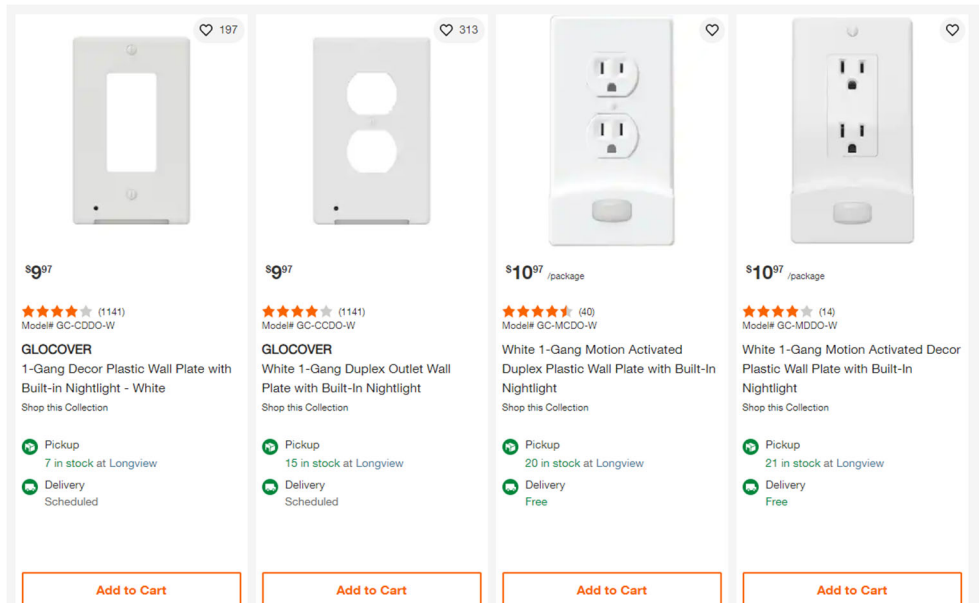 197
$9⁹⁷
(1141)
Model# GC-CDDO-W
GLOCOVER
1-Gang Decor Plastic Wall Plate with
Built-in Nightlight - White
Shop this Collection
Pickup
7 in stock at Longview
Delivery
Scheduled
Add to Cart
313
$9⁹⁷
(1141)
Model# GC-CCDO-W
GLOCOVER
White 1-Gang Duplex Outlet Wall
Plate with Built-In Nightlight
Shop this Collection
Pickup
15 in stock at Longview
Delivery
Scheduled
Add to Cart
$10⁹⁷ /package
(40)
Model# GC-MCDO-W
White 1-Gang Motion Activated
Duplex Plastic Wall Plate with Built-In
Nightlight
Shop this Collection
Pickup
20 in stock at Longview
Delivery
Free
Add to Cart
$10⁹⁷ /package
(14)
Model# GC-MDDO-W
White 1-Gang Motion Activated Decor
Plastic Wall Plate with Built-In
Nightlight
Shop this Collection
Pickup
21 in stock at Longview
Delivery
Free
Add to Cart